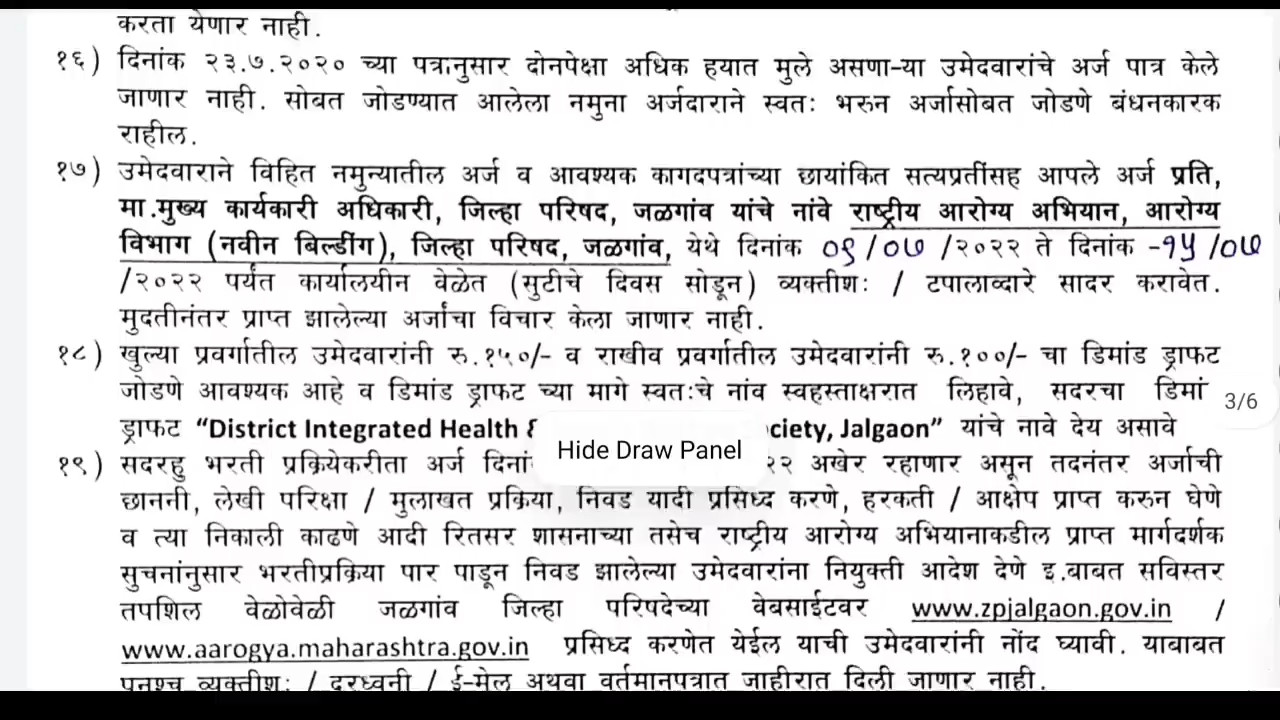 करता येणार नाही.
१६) दिनांक २३.७.२०२० च्या पत्रानुसार दोनपेक्षा अधिक हयात मुले असणा-या उमेदवारांचे अर्ज पात्र केले
जाणार नाही. सोबत जोडण्यात आलेला नमुना अर्जदाराने स्वतः भरुन अर्जासोबत जोडणे बंधनकारक
राहील.
१७) उमेदवाराने विहित नमुन्यातील अर्ज व आवश्यक कागदपत्रांच्या छायांकित सत्यप्रतींसह आपले अर्ज प्रति,
मा.मुख्य कार्यकारी अधिकारी, जिल्हा परिषद, जळगांव यांचे नांवे राष्ट्रीय आरोग्य अभियान, आरोग्य
विभाग (नवीन बिल्डींग), जिल्हा परिषद, जळगांव, येथे दिनांक ०९/०७/२०२२ ते दिनांक -१५/०७
/२०२२ पर्यंत कार्यालयीन वेळेत (सुटीचे दिवस सोडून) व्यक्तीशः / टपालाव्दारे सादर करावेत.
मुदतीनंतर प्राप्त झालेल्या अर्जांचा विचार केला जाणार नाही.
१८) खुल्या प्रवर्गातील उमेदवारांनी रु.१५०/- व राखीव प्रवर्गातील उमेदवारांनी रु.१००/- चा डिमांड ड्राफट
जोडणे आवश्यक आहे व डिमांड ड्राफट च्या मागे स्वतःचे नांव स्वहस्ताक्षरात लिहावे, सदरचा डिमां
3/6
ड्राफट “District Integrated Health & ciety, Jalgaon” यांचे नावे देय असावे
Hide Draw Panel
१९) सदरहु भरती प्रक्रियेकरीता अर्ज २२ अखेर रहाणार असून तदनंतर अर्जाची
छाननी, लेखी परिक्षा / मुलाखत प्रक्रिया, निवड यादी प्रसिध्द करणे, हरकती / आक्षेप प्राप्त करुन घेणे
व त्या निकाली काढणे आदी रितसर शासनाच्या तसेच राष्ट्रीय आरोग्य अभियानाकडील प्राप्त मार्गदर्शक
सुचनांनुसार भरतीप्रक्रिया पार पाडून निवड झालेल्या उमेदवारांना नियुक्ती आदेश देणे इ.बाबत सविस्तर
तपशिल वेळोवेळी जळगांव जिल्हा परिषदेच्या वेबसाईटवर www.zpjalgaon.gov.in /
www.aarogya.maharashtra.gov.in प्रसिध्द करणेत येईल याची उमेदवारांनी नोंद घ्यावी. याबाबत
पुनश्च व्यक्तीशः / दुरध्वनी / ई-मेल अथवा वर्तमानपत्रात जाहीरात दिली जाणार नाही.